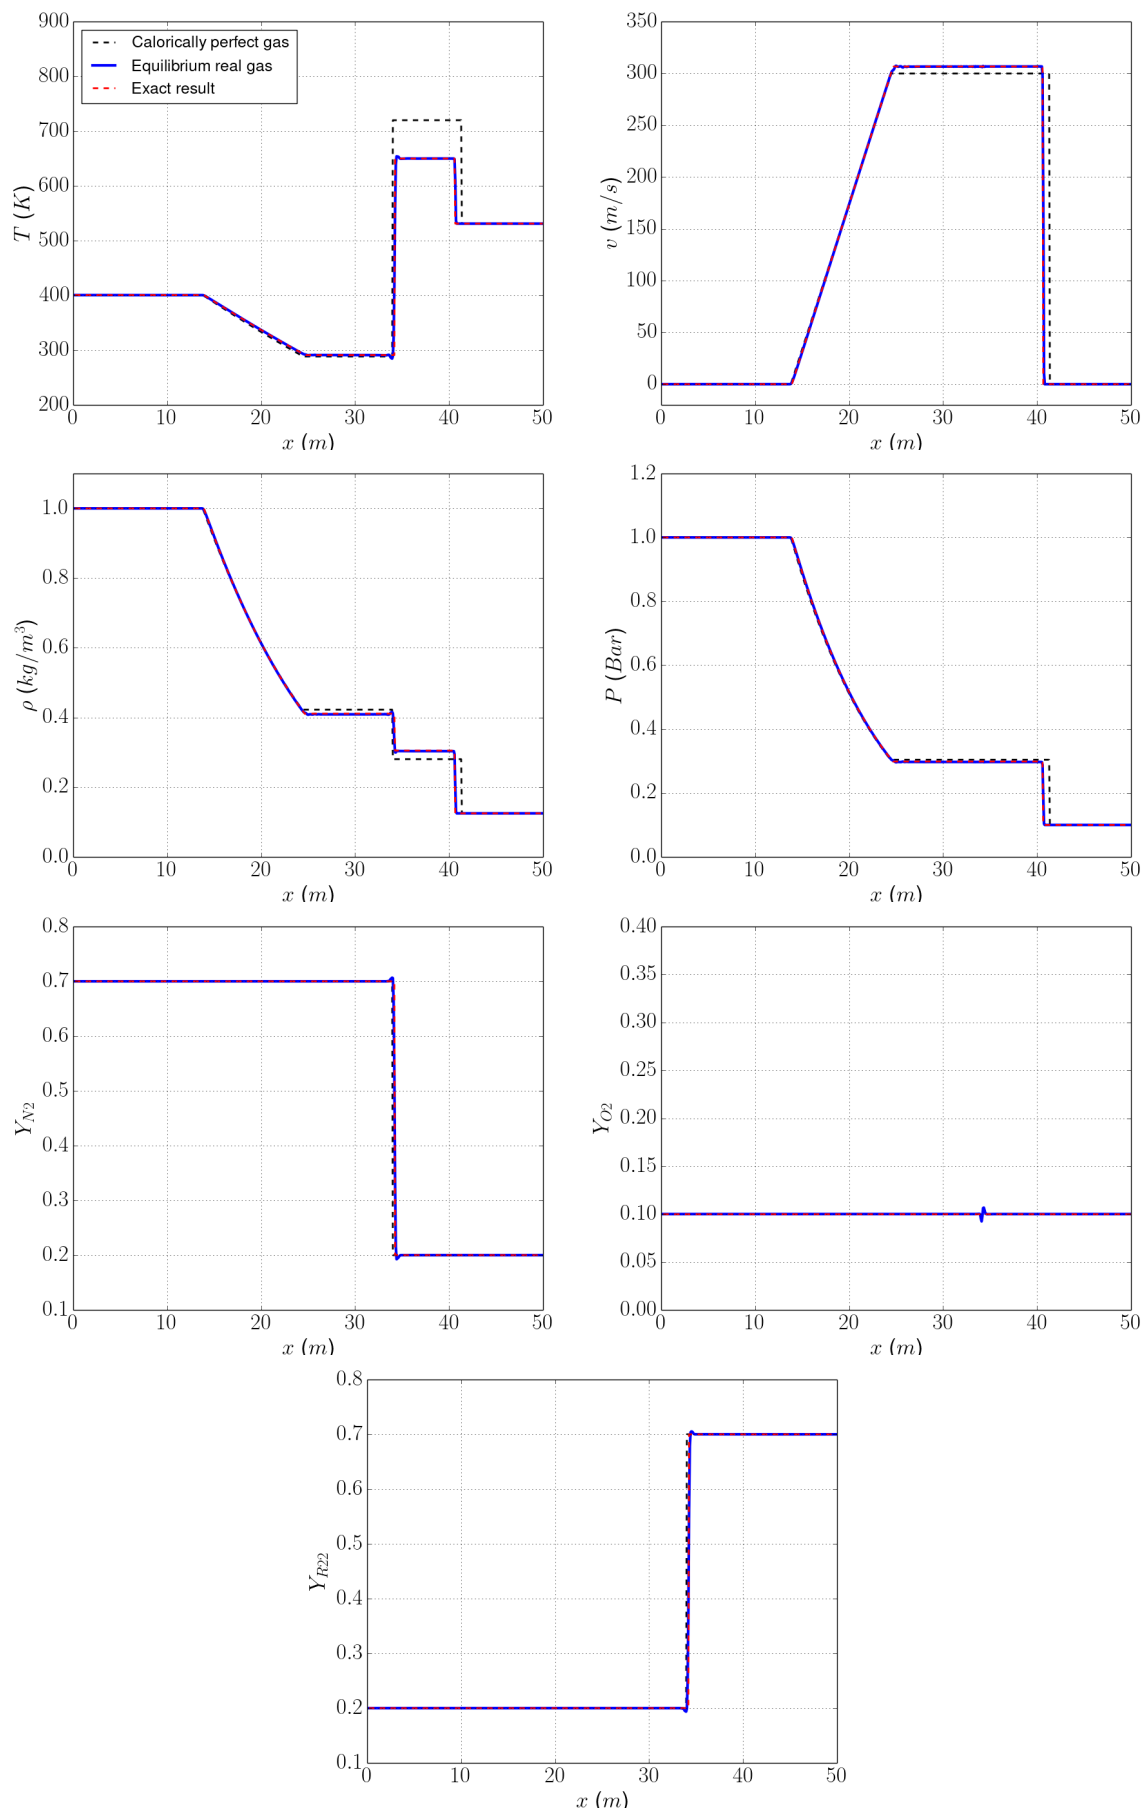 900
800
700
600
500
400
300
200
T (K)
Calorically perfect gas
Equilibrium real gas
Exact result
0 10 20 30 40 50
x (m)
350
300
250
200
150
100
50
0
v (m/s)
0 10 20 30 40 50
x (m)
1.0
0.8
0.6
0.4
0.2
0.0
ρ (kg/m³)
0 10 20 30 40 50
x (m)
1.2
1.0
0.8
0.6
0.4
0.2
0.0
P (Bar)
0 10 20 30 40 50
x (m)
0.8
0.7
0.6
0.5
0.4
0.3
0.2
0.1
Y_{N2}
0 10 20 30 40 50
x (m)
0.40
0.35
0.30
0.25
0.20
0.15
0.10
0.05
0.00
Y_{O2}
0 10 20 30 40 50
x (m)
0.8
0.7
0.6
0.5
0.4
0.3
0.2
0.1
Y_{R22}
0 10 20 30 40 50
x (m)